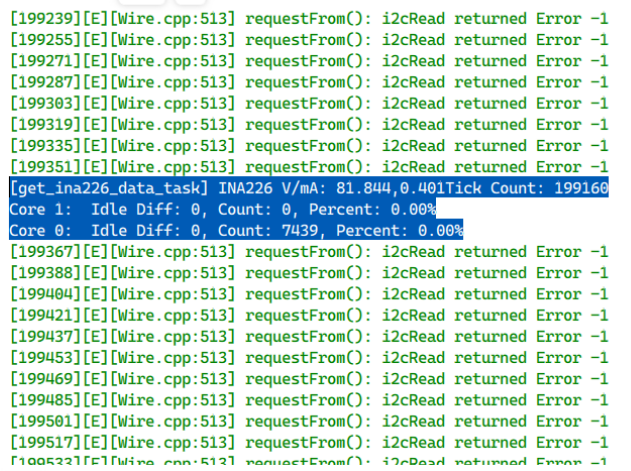 [199239][E][Wire.cpp:513] requestFrom(): i2cRead returned Error -1
[199255][E][Wire.cpp:513] requestFrom(): i2cRead returned Error -1
[199271][E][Wire.cpp:513] requestFrom(): i2cRead returned Error -1
[199287][E][Wire.cpp:513] requestFrom(): i2cRead returned Error -1
[199303][E][Wire.cpp:513] requestFrom(): i2cRead returned Error -1
[199319][E][Wire.cpp:513] requestFrom(): i2cRead returned Error -1
[199335][E][Wire.cpp:513] requestFrom(): i2cRead returned Error -1
[199351][E][Wire.cpp:513] requestFrom(): i2cRead returned Error -1
[get_ina226_data_task] INA226 V/mA: 81.844,0.401Tick Count: 199160
Core 1:  Idle Diff: 0, Count: 0, Percent: 0.00%
Core 0:  Idle Diff: 0, Count: 7439, Percent: 0.00%
[199367][E][Wire.cpp:513] requestFrom(): i2cRead returned Error -1
[199388][E][Wire.cpp:513] requestFrom(): i2cRead returned Error -1
[199404][E][Wire.cpp:513] requestFrom(): i2cRead returned Error -1
[199421][E][Wire.cpp:513] requestFrom(): i2cRead returned Error -1
[199437][E][Wire.cpp:513] requestFrom(): i2cRead returned Error -1
[199453][E][Wire.cpp:513] requestFrom(): i2cRead returned Error -1
[199469][E][Wire.cpp:513] requestFrom(): i2cRead returned Error -1
[199485][E][Wire.cpp:513] requestFrom(): i2cRead returned Error -1
[199501][E][Wire.cpp:513] requestFrom(): i2cRead returned Error -1
[199517][E][Wire.cpp:513] requestFrom(): i2cRead returned Error -1
[199533][E][Wire.cpp:513] requestFrom(): i2cRead returned Error -1